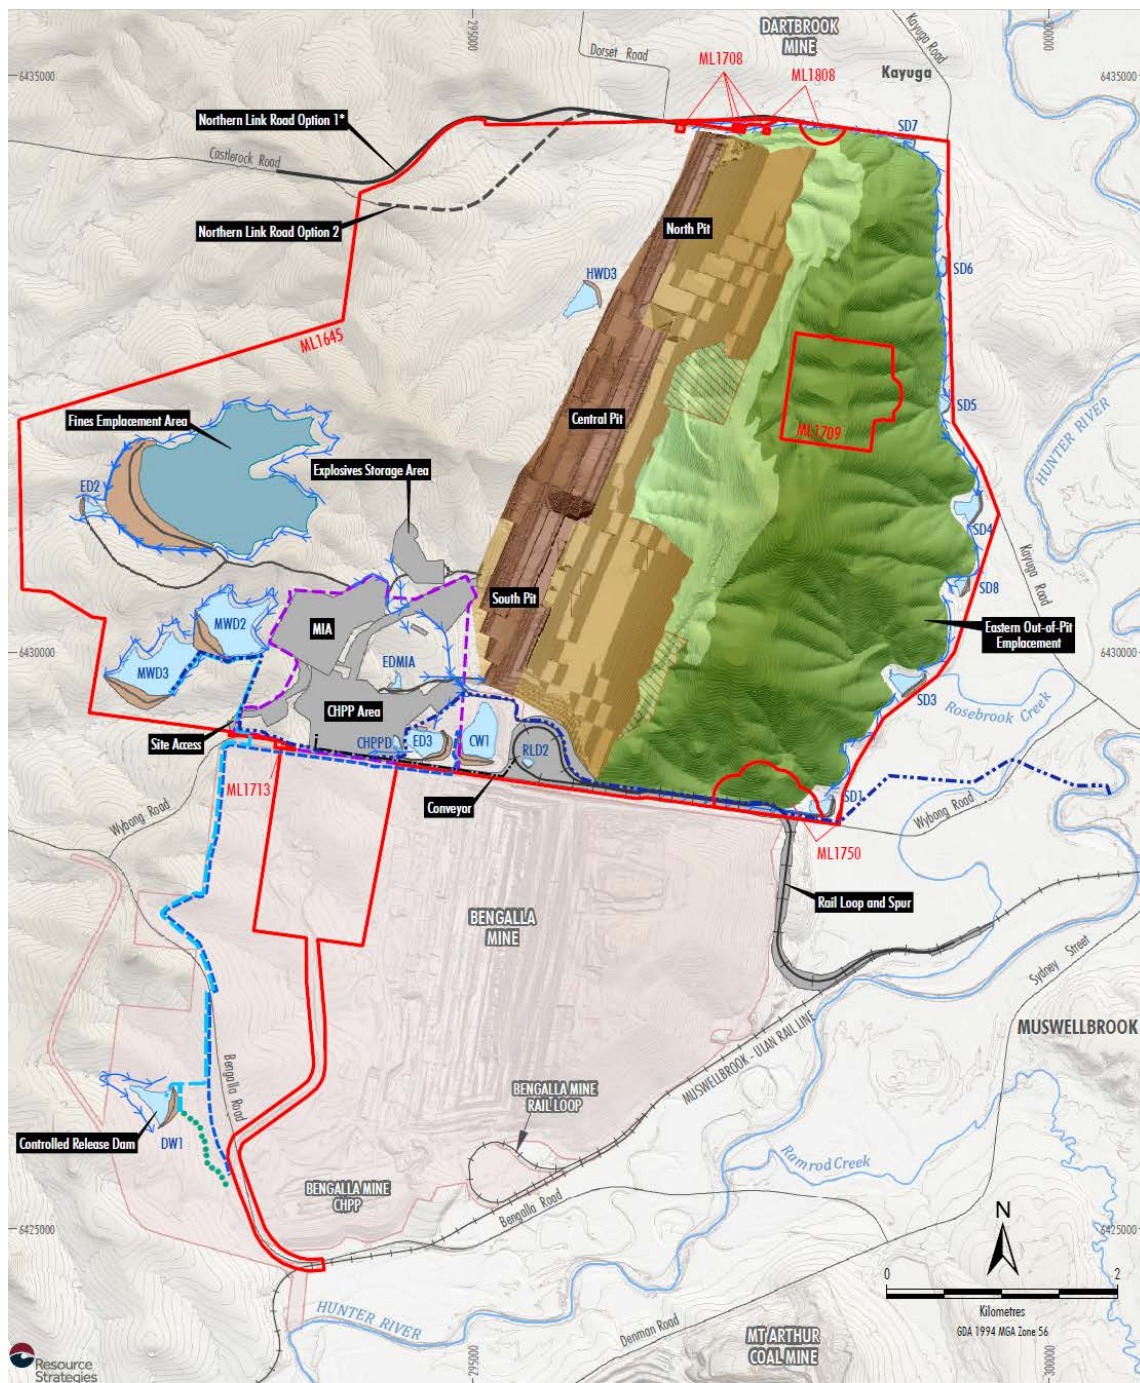 295000
300000
DARTBROOK
MINE
Kayuga Road
Dorset Road
ML1708
ML1808
Kayuga
6435000
6435000
Northern Link Road Option 1*
SD7
Castlerock Road
Northern Link Road Option 2
North Pit
HWD3
SD6
ML1645
Fines Emplacement Area
Central Pit
SD5
ML1709
HUNTER RIVER
Explosives Storage Area
ED2
SD4
Kayuga Road
SD8
South Pit
MWD2
MIA
Eastern Out-of-Pit
Emplacement
6430000
6430000
MWD3
EDMIA
SD3
Rosebrook Creek
CHPP Area
Site Access
CHPPD
ED3
CW1
RLD2
ML1713
Conveyor
SD1
Wybong Road
Wybong Road
ML1750
Rail Loop and Spur
BENGALLA
MINE
Sydney Street
MUSWELLBROOK
MUSWELLBROOK - ULAN RAIL LINE
Bengalla Road
BENGALLA MINE
RAIL LOOP
Controlled Release Dam
DW1
Ramrod Creek
BENGALLA MINE
CHPP
Bengalla Road
6425000
6425000
N
0
2
Kilometres
GDA 1994 MGA Zone 56
HUNTER RIVER
Denman Road
MT ARTHUR
COAL MINE
295000
300000
Resource
Strategies